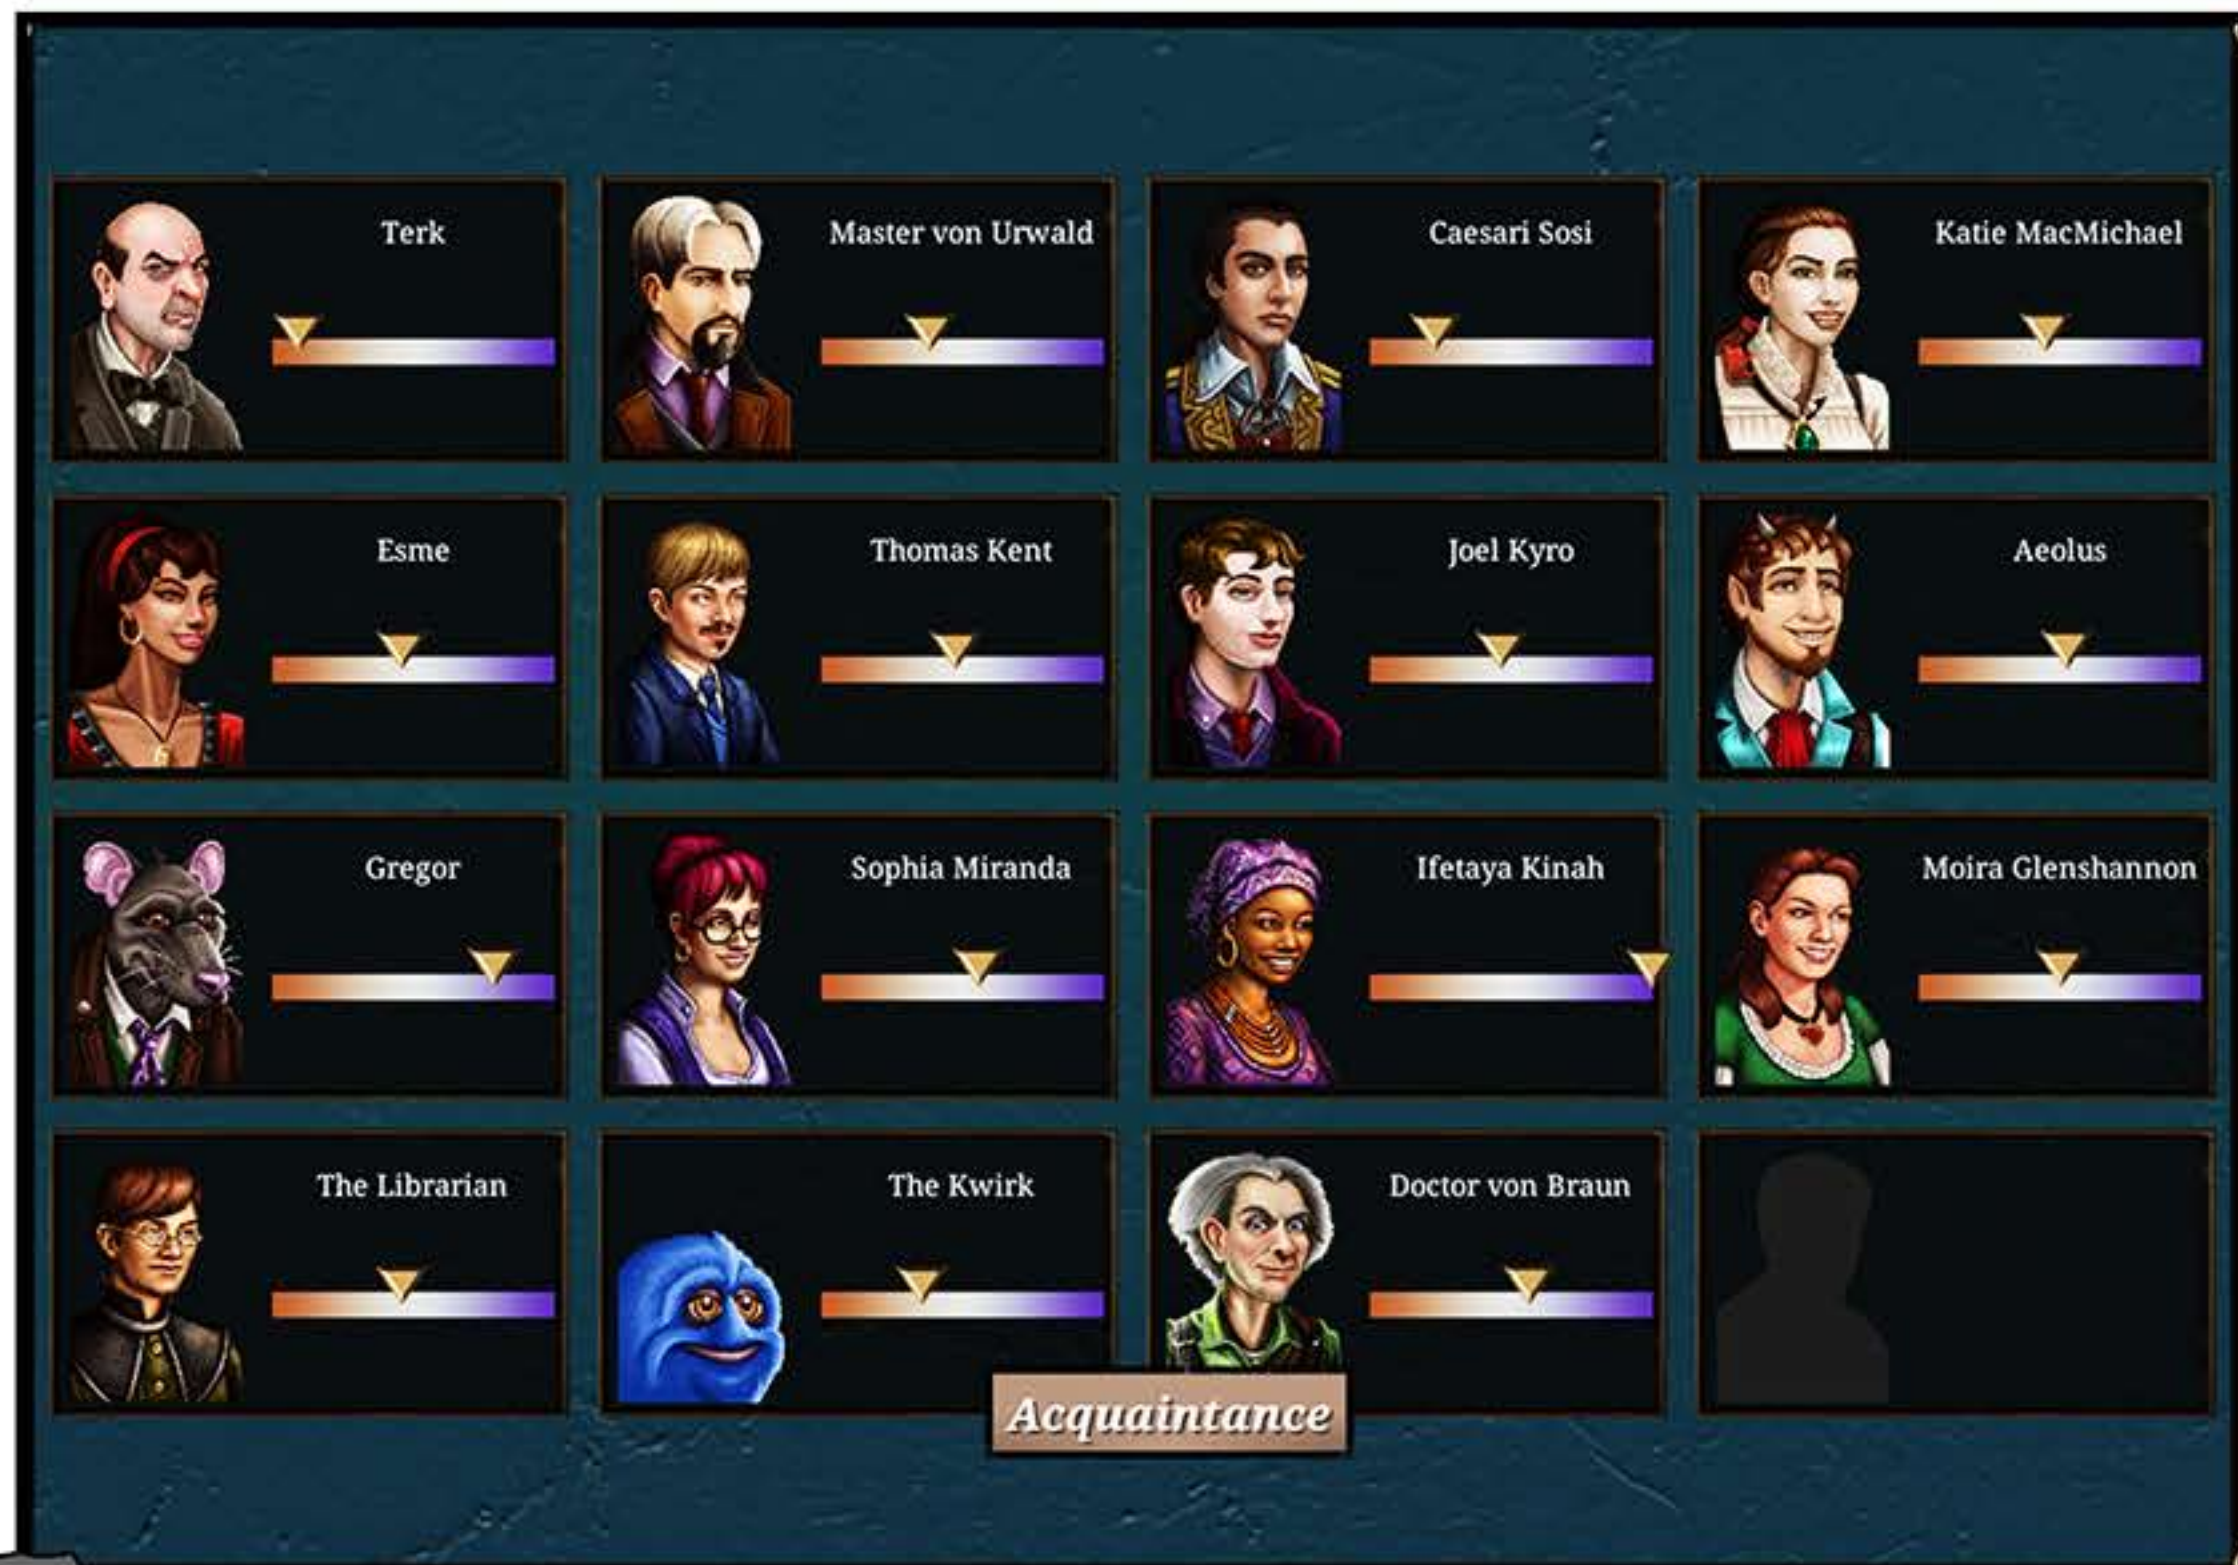 Terk
Master von Urwald
Caesari Sosi
Katie MacMichael
Esme
Thomas Kent
Joel Kyro
Aeolus
Gregor
Sophia Miranda
Ifetaya Kinah
Moira Glenshannon
The Librarian
The Kwirk
Doctor von Braun
Acquaintance